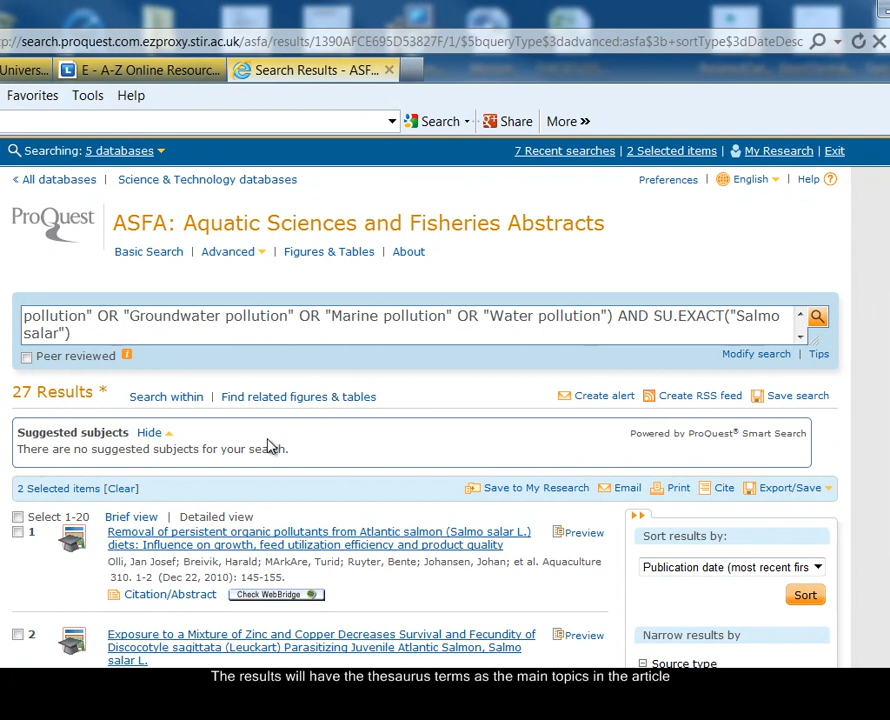 tp://search.proquest.com.ezproxy.stir.ac.uk/asfa/results/1390AFCE695D53827F/1/$5bqueryType$3dadvanced:asfa$3b+sortType$3dDateDesc
Univers... E - A-Z Online Resourc... Search Results - ASF...
Favorites Tools Help
Search Share More »
Searching: 5 databases 7 Recent searches | 2 Selected items | My Research | Exit
< All databases | Science & Technology databases Preferences | English | Help ?
ProQuest
ASFA: Aquatic Sciences and Fisheries Abstracts
Basic Search | Advanced | Figures & Tables | About
pollution" OR "Groundwater pollution" OR "Marine pollution" OR "Water pollution") AND SU.EXACT("Salmo
salar")
Peer reviewed i
Modify search | Tips
27 Results * Search within | Find related figures & tables Create alert Create RSS feed Save search
Suggested subjects Hide Powered by ProQuest® Smart Search
There are no suggested subjects for your search.
2 Selected items [Clear] Save to My Research Email Print Cite Export/Save
Select 1-20 Brief view | Detailed view
1 Removal of persistent organic pollutants from Atlantic salmon (Salmo salar L.) Preview
diets: Influence on growth, feed utilization efficiency and product quality
Olli, Jan Josef; Breivik, Harald; MArkAre, Turid; Ruyter, Bente; Johansen, Johan; et al. Aquaculture
310. 1-2 (Dec 22, 2010): 145-155.
Citation/Abstract Check WebBridge
Sort results by:
Publication date (most recent firs
Sort
2 Exposure to a Mixture of Zinc and Copper Decreases Survival and Fecundity of Preview
Discotyle sagittata (Leuckart) Parasitizing Juvenile Atlantic Salmon, Salmo
salar L.
Narrow results by
Source type
The results will have the thesaurus terms as the main topics in the article